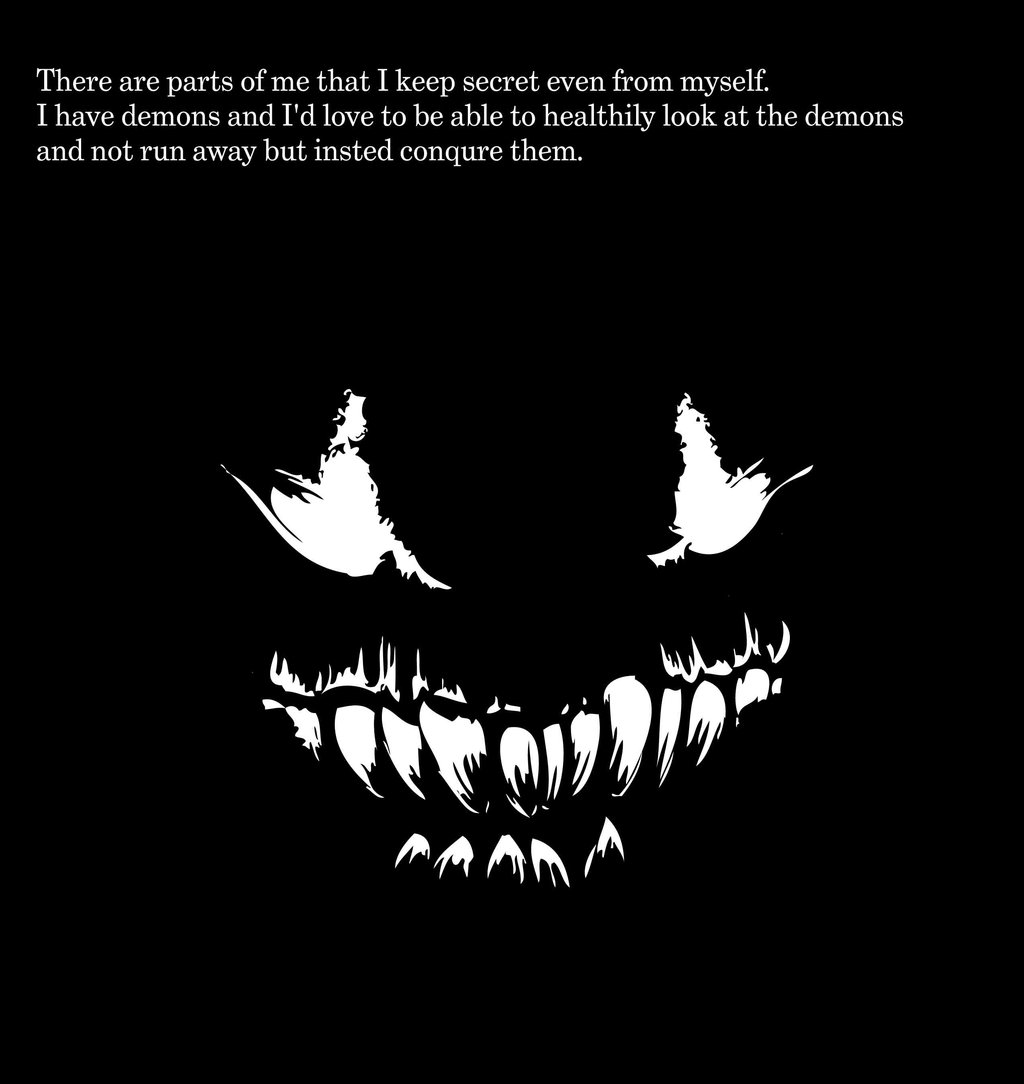 There are parts of me that I keep secret even from myself.
I have demons and I'd love to be able to healthily look at the demons
and not run away but insted conqure them.